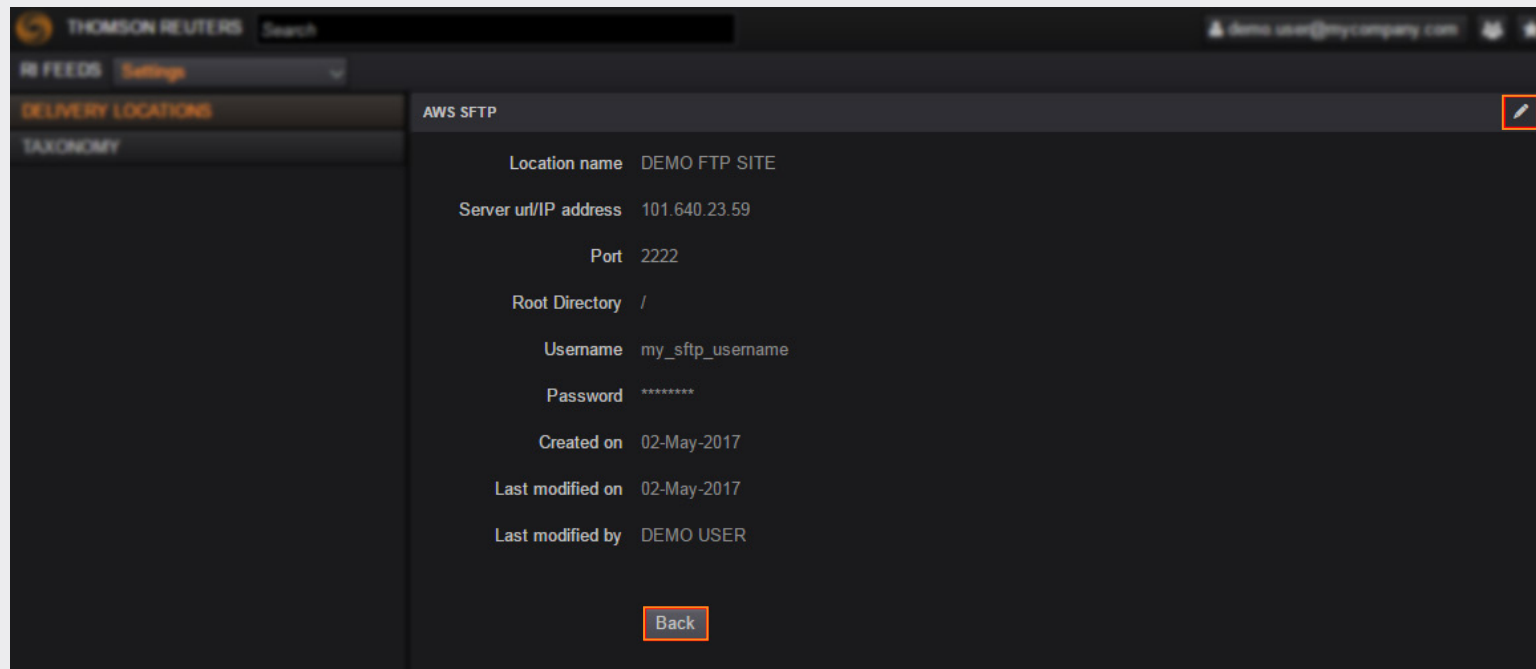 THOMSON REUTERS Search demo.user@mycompany.com
RI FEEDS Settings
DELIVERY LOCATIONS
TAXONOMY
AWS SFTP
Location name DEMO FTP SITE
Server url/IP address 101.640.23.59
Port 2222
Root Directory /
Username my_sftp_username
Password ********
Created on 02-May-2017
Last modified on 02-May-2017
Last modified by DEMO USER
Back